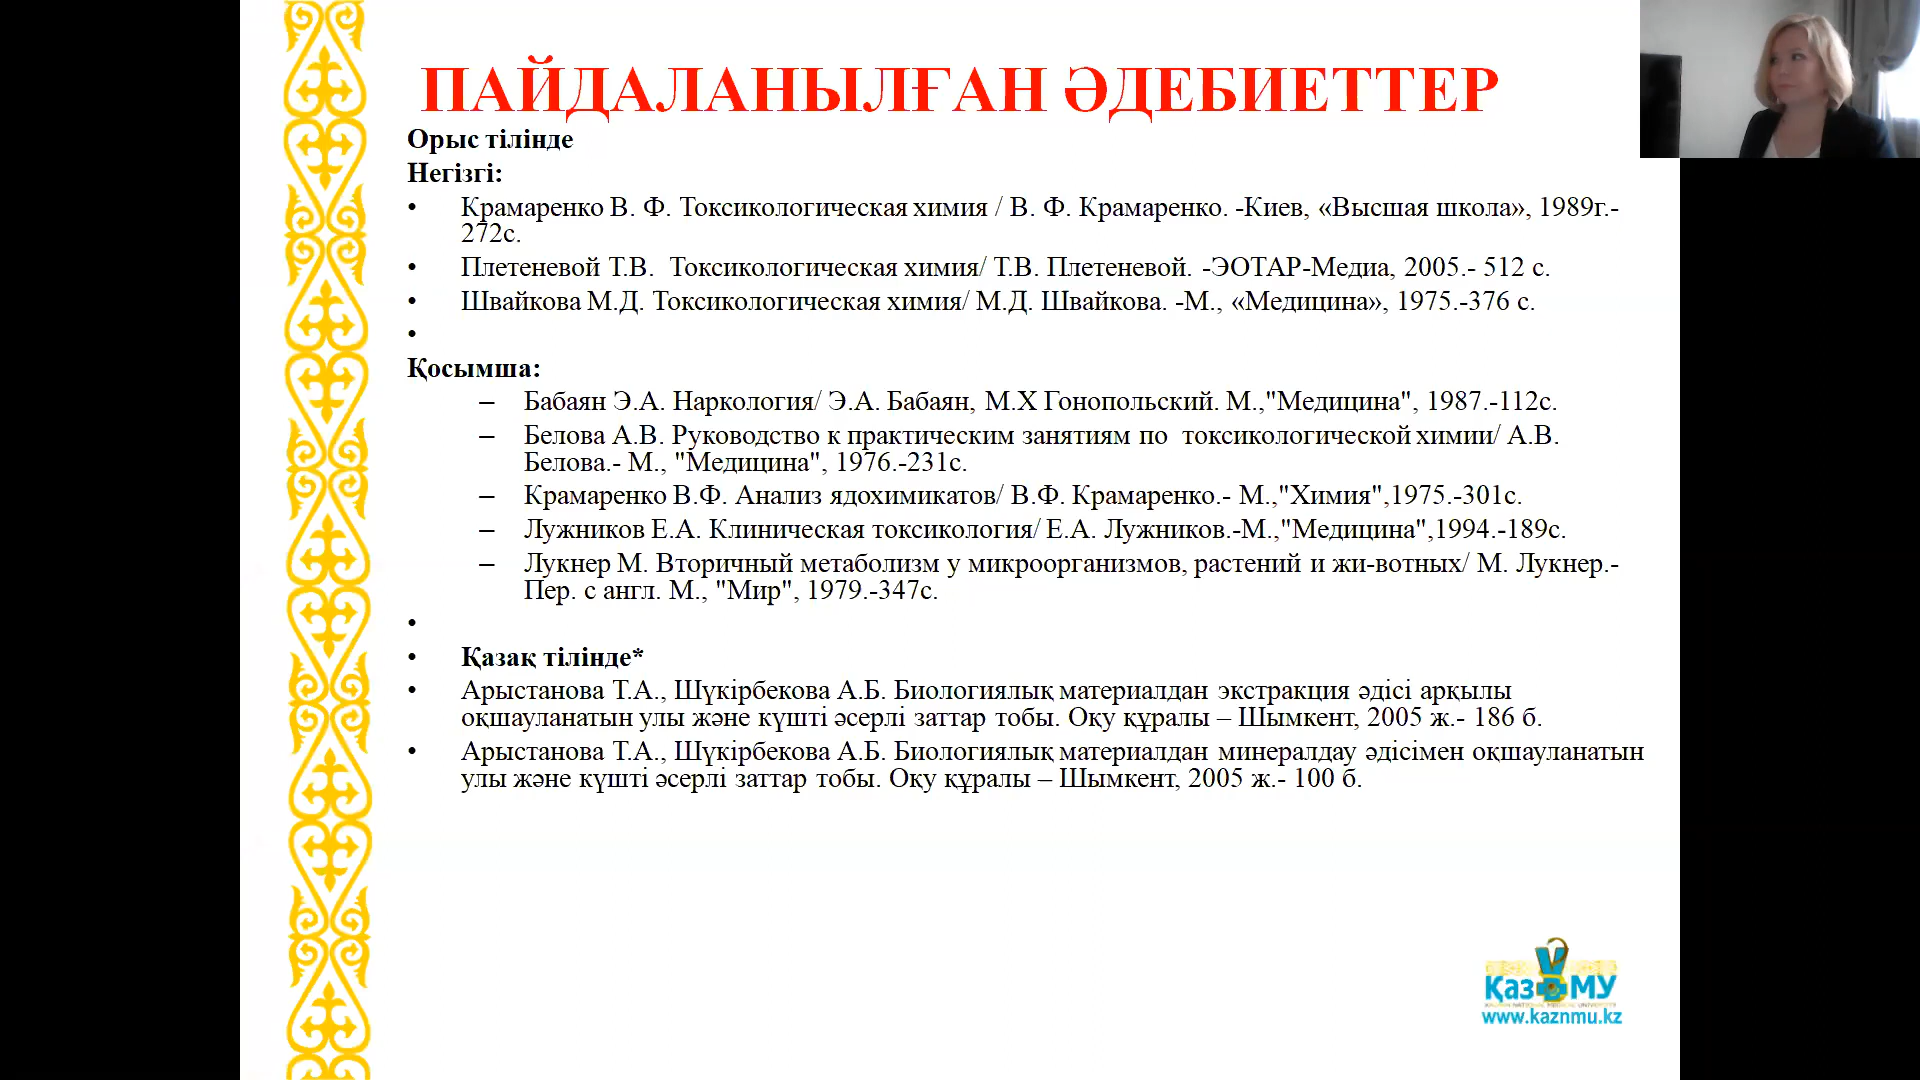 ПАЙДАЛАНЫЛҒАН ӘДЕБИЕТТЕР
Орыс тілінде
Негізгі:
• Крамаренко В. Ф. Токсикологическая химия / В. Ф. Крамаренко. -Киев, «Высшая школа», 1989г.-
272с.
• Плетеневой Т.В.  Токсикологическая химия/ Т.В. Плетеневой. -ЭОТАР-Медиа, 2005.- 512 с.
• Швайкова М.Д. Токсикологическая химия/ М.Д. Швайкова. -М., «Медицина», 1975.-376 с.
•
Қосымша:
– Бабаян Э.А. Наркология/ Э.А. Бабаян, М.Х Гонопольский. М.,"Медицина", 1987.-112с.
– Белова А.В. Руководство к практическим занятиям по  токсикологической химии/ А.В.
Белова.- М., "Медицина", 1976.-231с.
– Крамаренко В.Ф. Анализ ядохимикатов/ В.Ф. Крамаренко.- М.,"Химия",1975.-301с.
– Лужников Е.А. Клиническая токсикология/ Е.А. Лужников.-М.,"Медицина",1994.-189с.
– Лукнер М. Вторичный метаболизм у микроорганизмов, растений и жи-вотных/ М. Лукнер.-
Пер. с англ. М., "Мир", 1979.-347с.
•
• Қазақ тілінде*
• Арыстанова Т.А., Шүкірбекова А.Б. Биологиялық материалдан экстракция әдісі арқылы
оқшауланатын улы және күшті әсерлі заттар тобы. Оқу құралы – Шымкент, 2005 ж.- 186 б.
• Арыстанова Т.А., Шүкірбекова А.Б. Биологиялық материалдан минералдау әдісімен оқшауланатын
улы және күшті әсерлі заттар тобы. Оқу құралы – Шымкент, 2005 ж.- 100 б.
Қаз МУ
www.kaznmu.kz